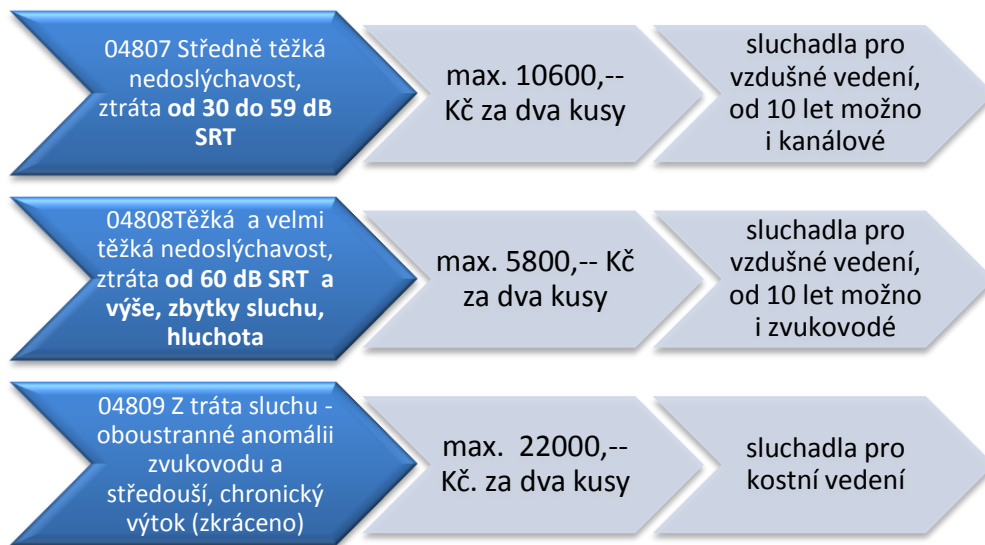 04807 Středně těžká
nedoslýchavost,
ztráta od 30 do 59 dB
SRT
max. 10600,--
Kč za dva kusy
sluchadla pro
vzdušné vedení,
od 10 let možno
i kanálové
04808Těžká a velmi
těžká nedoslýchavost,
ztráta od 60 dB SRT a
výše, zbytky sluchu,
hluchota
max. 5800,-- Kč
za dva kusy
sluchadla pro
vzdušné vedení,
od 10 let možno
i zvukovodé
04809 Z tráta sluchu -
oboustranné anomálii
zvukovodu a
středouší, chronický
výtok (zkráceno)
max. 22000,--
Kč. za dva kusy
sluchadla pro
kostní vedení